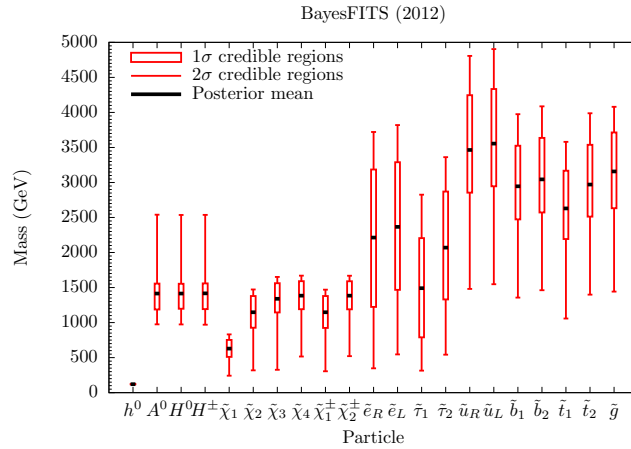 BayesFITS (2012)
1σ credible regions
2σ credible regions
Posterior mean
Mass (GeV)
5000
4500
4000
3500
3000
2500
2000
1500
1000
500
0
h⁰ A⁰ H⁰ H± χ̃₁ χ̃₂ χ̃₃ χ̃₄ χ̃₁± χ̃₂± ẽ_R ẽ_L τ̃₁ τ̃₂ ũ_R ũ_L b̃₁ b̃₂ t̃₁ t̃₂ g̃
Particle